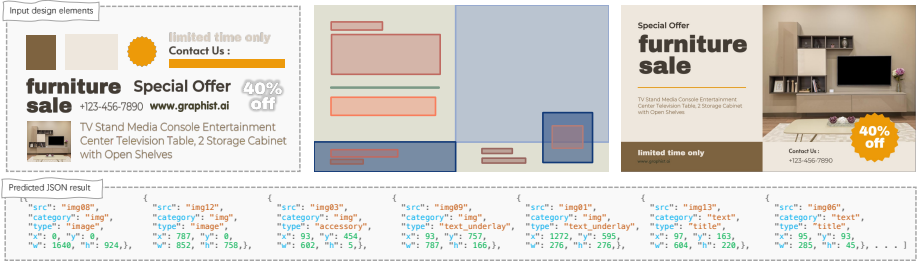 Input design elements
limited time only
Contact Us :
furniture
sale
Special Offer
+123-456-7890 www.graphist.ai
40%
off
TV Stand Media Console Entertainment
Center Television Table, 2 Storage Cabinet
with Open Shelves
Special Offer
furniture
sale
TV Stand Media Console Entertainment
Center Television Table, 2 Storage Cabinet
with Open Shelves
limited time only
www.graphist.ai
Contact Us :
+123-456-7890
40%
off
Predicted JSON result
[{ { { { { { {
"src": "img08", "src": "img12", "src": "img03", "src": "img09", "src": "img01", "src": "img13", "src": "img06",
"category": "img", "category": "img", "category": "img", "category": "img", "category": "img", "category": "text", "category": "text",
"type": "image", "type": "image", "type": "accessory", "type": "text_underlay", "type": "text_underlay", "type": "title", "type": "title",
"x": 0, "y": 0, "x": 787, "y": 0, "x": 93, "y": 454, "x": 93, "y": 757, "x": 1272, "y": 595, "x": 97, "y": 163, "x": 95, "y": 93,
"w": 1640, "h": 924,}, "w": 852, "h": 758,}, "w": 602, "h": 5,}, "w": 787, "h": 166,}, "w": 276, "h": 276,}, "w": 604, "h": 220,}, "w": 285, "h": 45,}, . . . ]